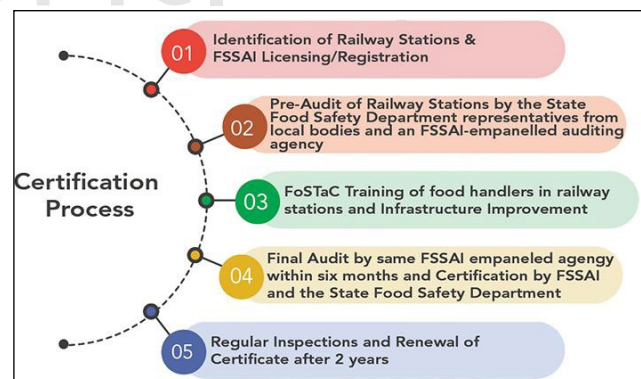 01
Identification of Railway Stations &
FSSAI Licensing/Registration
02
Pre-Audit of Railway Stations by the State
Food Safety Department representatives from
local bodies and an FSSAI-empanelled auditing
agency
Certification
Process
03
FoSTaC Training of food handlers in railway
stations and Infrastructure Improvement
04
Final Audit by same FSSAI empaneled agengy
within six months and Certification by FSSAI
and the State Food Safety Department
05
Regular Inspections and Renewal of
Certificate after 2 years